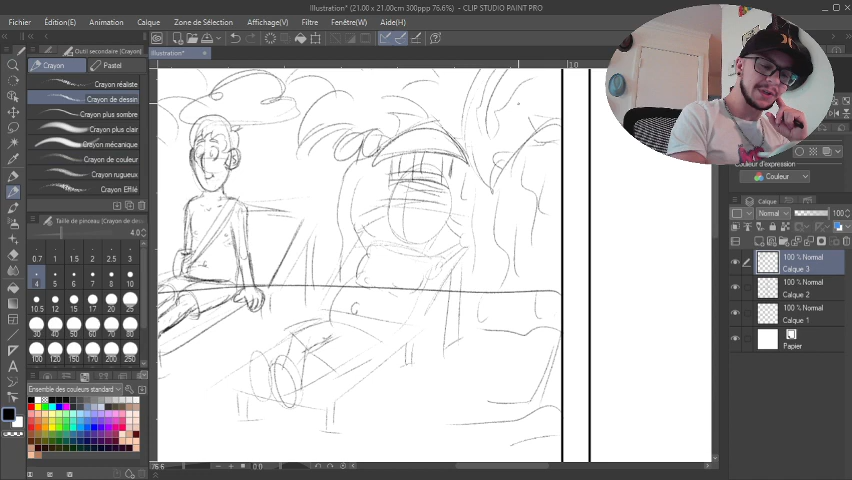 Illustration* (21.00 x 21.00cm 300ppp 76.6%) - CLIP STUDIO PAINT PRO
Fichier Édition(E) Animation Calque Zone de Sélection Affichage(V) Filtre Fenêtre(W) Aide(H)
Outil secondaire (Crayon)
Illustration*
Crayon Pastel
10
Crayon réaliste
Crayon de dessin
Crayon plus sombre
Crayon plus clair
Crayon mécanique
Crayon de couleur
Crayon rugueux
Crayon Effilé
Couleur d'expression
Couleur
Calque
Normal 100
Taille de pinceau (Crayon de
4.0
0.7 1 1.5 2 2.5 3
4 5 6 7 8 10
10.5 12 15 17 20 25
30 40 50 60 70 80
100 120 150 170 200 250
100 % Normal
Calque 3
100 % Normal
Calque 2
100 % Normal
Calque 1
Papier
Ensemble des couleurs standard
76.6 0.0